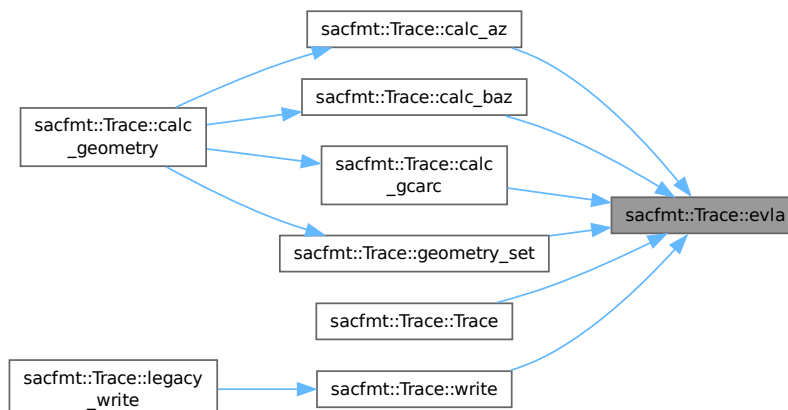 sacfmt::Trace::calc_az
sacfmt::Trace::calc_baz
sacfmt::Trace::calc
_geometry
sacfmt::Trace::calc
_gcarc
sacfmt::Trace::evla
sacfmt::Trace::geometry_set
sacfmt::Trace::Trace
sacfmt::Trace::legacy
_write
sacfmt::Trace::write